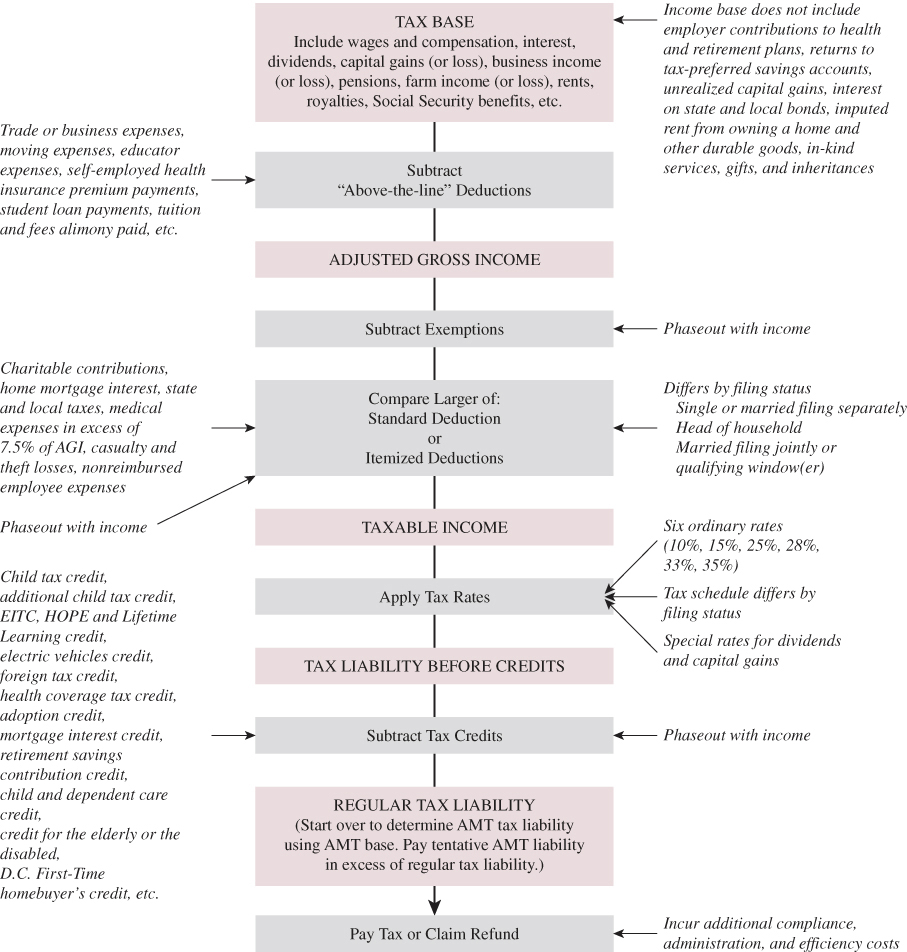 TAX BASE
Include wages and compensation, interest,
dividends, capital gains (or loss), business income
(or loss), pensions, farm income (or loss), rents,
royalties, Social Security benefits, etc.
Income base does not include
employer contributions to health
and retirement plans, returns to
tax-preferred savings accounts,
unrealized capital gains, interest
on state and local bonds, imputed
rent from owning a home and
other durable goods, in-kind
services, gifts, and inheritances
Trade or business expenses,
moving expenses, educator
expenses, self-employed health
insurance premium payments,
student loan payments, tuition
and fees alimony paid, etc.
Subtract
“Above-the-line” Deductions
ADJUSTED GROSS INCOME
Subtract Exemptions
Phaseout with income
Charitable contributions,
home mortgage interest, state
and local taxes, medical
expenses in excess of
7.5% of AGI, casualty and
theft losses, nonreimbursed
employee expenses
Phaseout with income
Compare Larger of:
Standard Deduction
or
Itemized Deductions
Differs by filing status
Single or married filing separately
Head of household
Married filing jointly or
qualifying window(er)
TAXABLE INCOME
Six ordinary rates
(10%, 15%, 25%, 28%,
33%, 35%)
Apply Tax Rates
Tax schedule differs by
filing status
Special rates for dividends
and capital gains
TAX LIABILITY BEFORE CREDITS
Child tax credit,
additional child tax credit,
EITC, HOPE and Lifetime
Learning credit,
electric vehicles credit,
foreign tax credit,
health coverage tax credit,
adoption credit,
mortgage interest credit,
retirement savings
contribution credit,
child and dependent care
credit,
credit for the elderly or the
disabled,
D.C. First-Time
homebuyer’s credit, etc.
Subtract Tax Credits
Phaseout with income
REGULAR TAX LIABILITY
(Start over to determine AMT tax liability
using AMT base. Pay tentative AMT liability
in excess of regular tax liability.)
Pay Tax or Claim Refund
Incur additional compliance,
administration, and efficiency costs